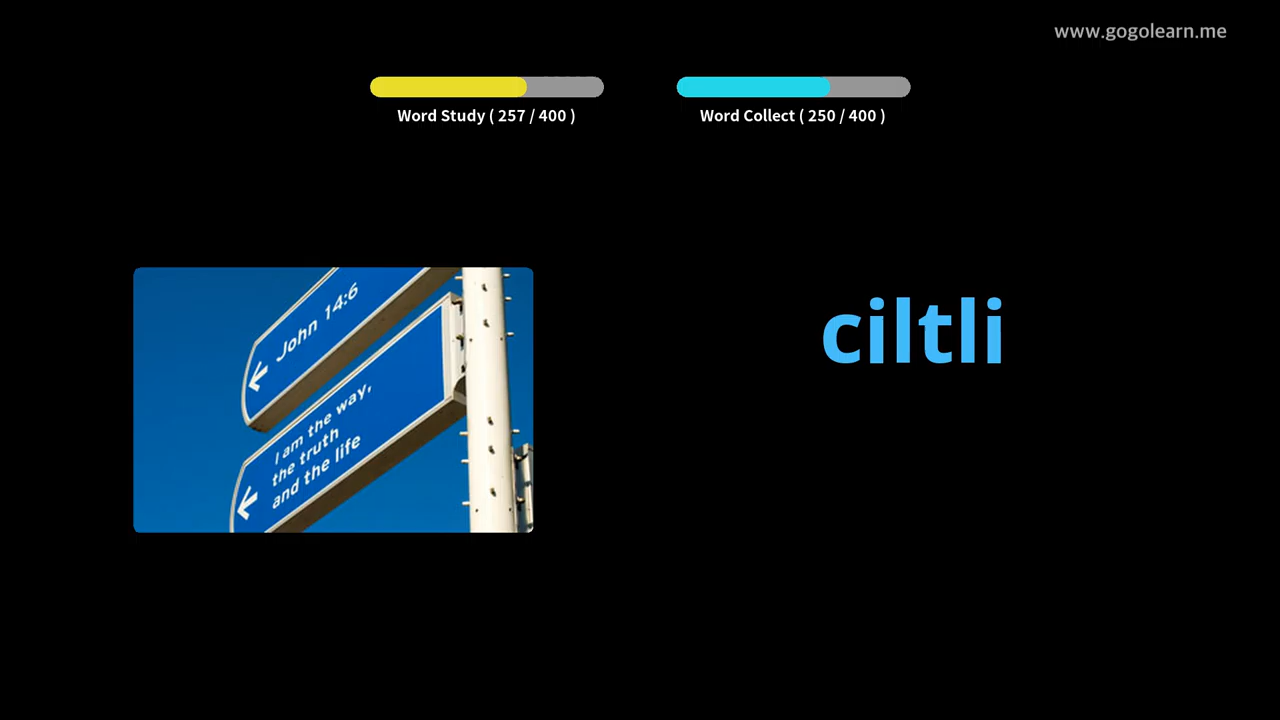 www.gogolearn.me
Word Study ( 257 / 400 )
Word Collect ( 250 / 400 )
John 14:6
I am the way,
the truth
and the life
ciltli